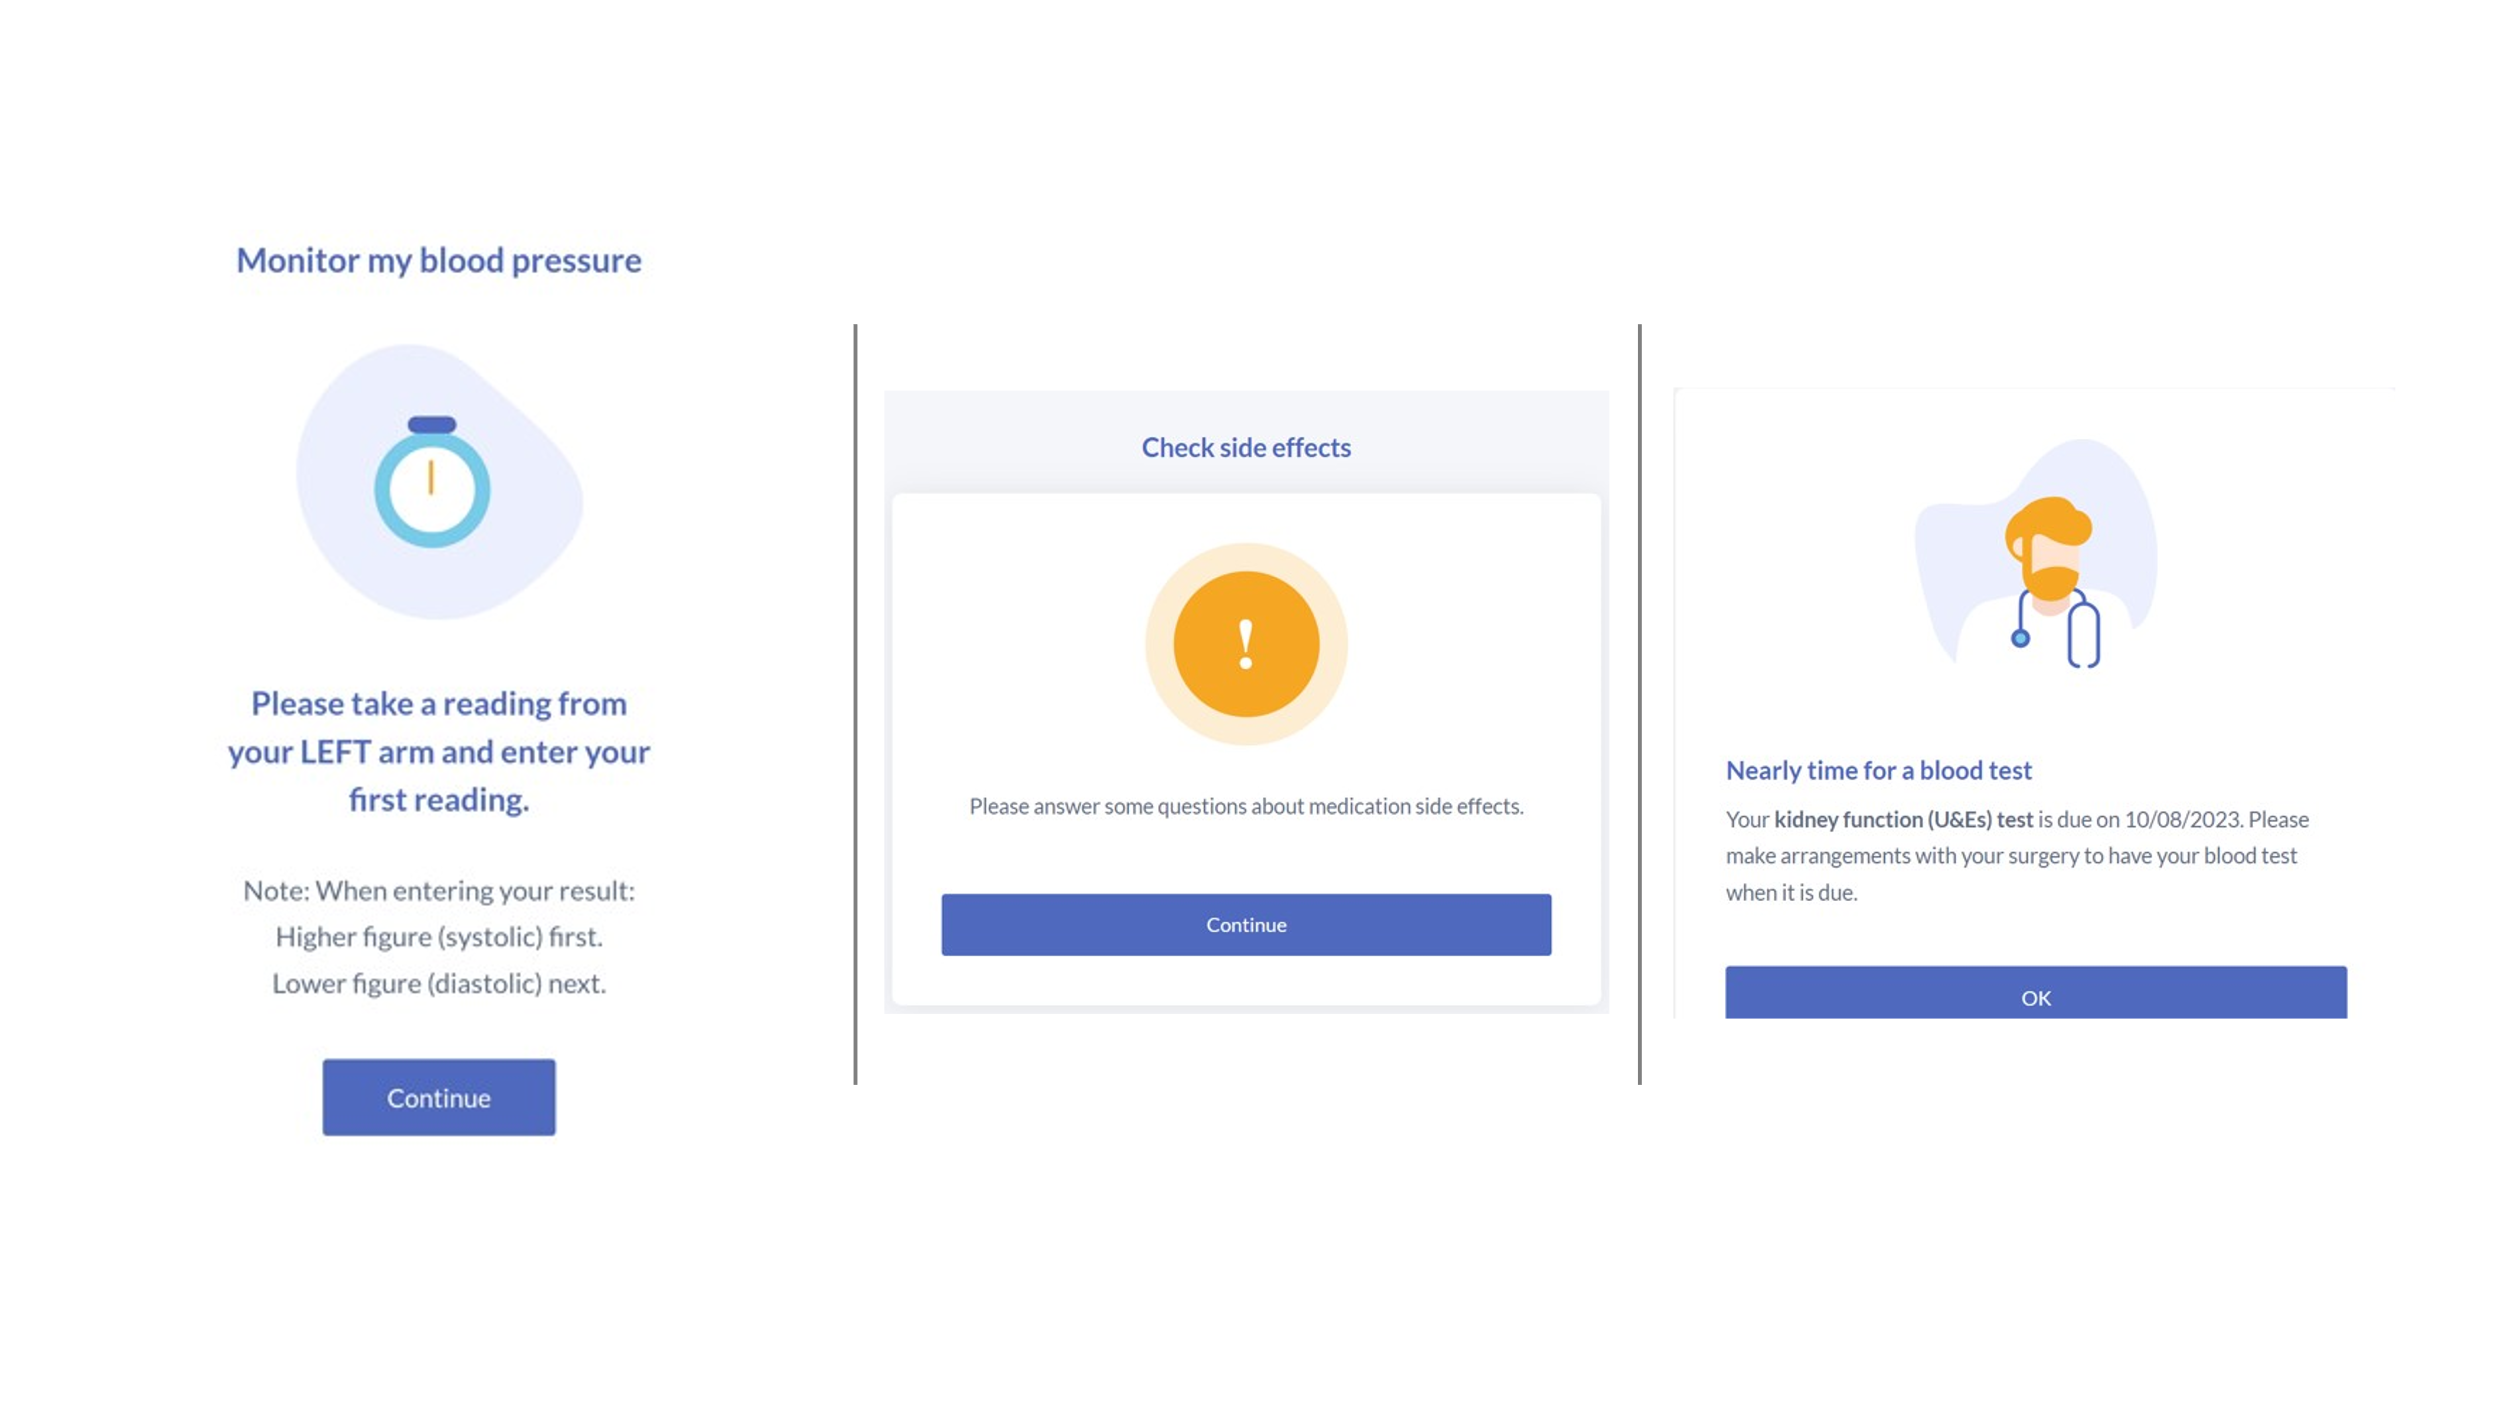 Monitor my blood pressure
Please take a reading from
your LEFT arm and enter your
first reading.
Note: When entering your result:
Higher figure (systolic) first.
Lower figure (diastolic) next.
Continue
Check side effects
!
Please answer some questions about medication side effects.
Continue
Nearly time for a blood test
Your kidney function (U&Es) test is due on 10/08/2023. Please
make arrangements with your surgery to have your blood test
when it is due.
OK